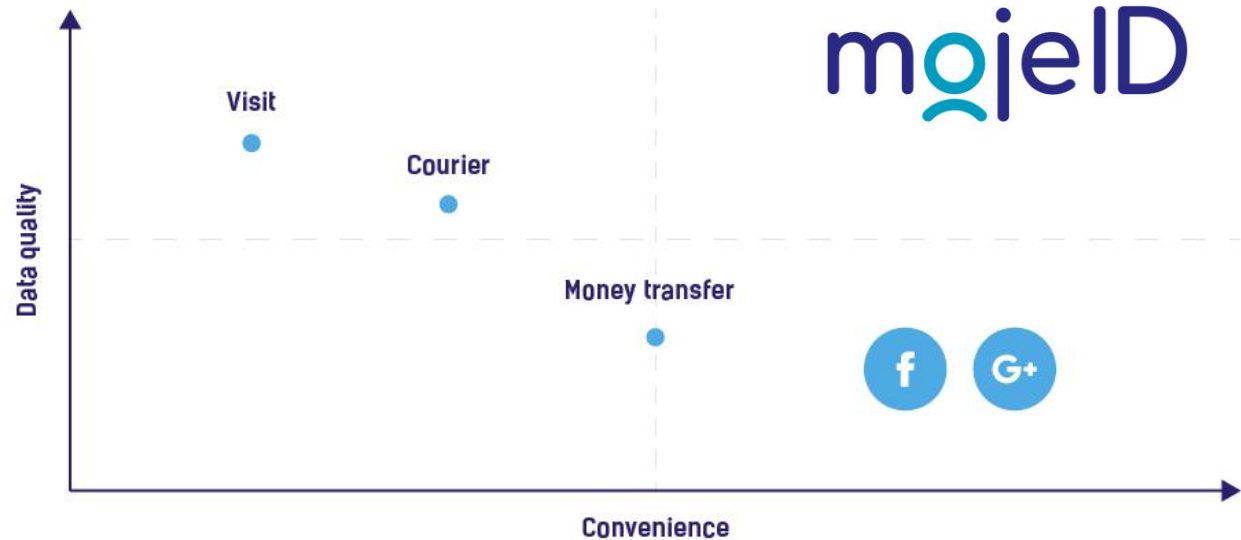 mojeID
Visit
Courier
Data quality
Money transfer
f
G+
Convenience